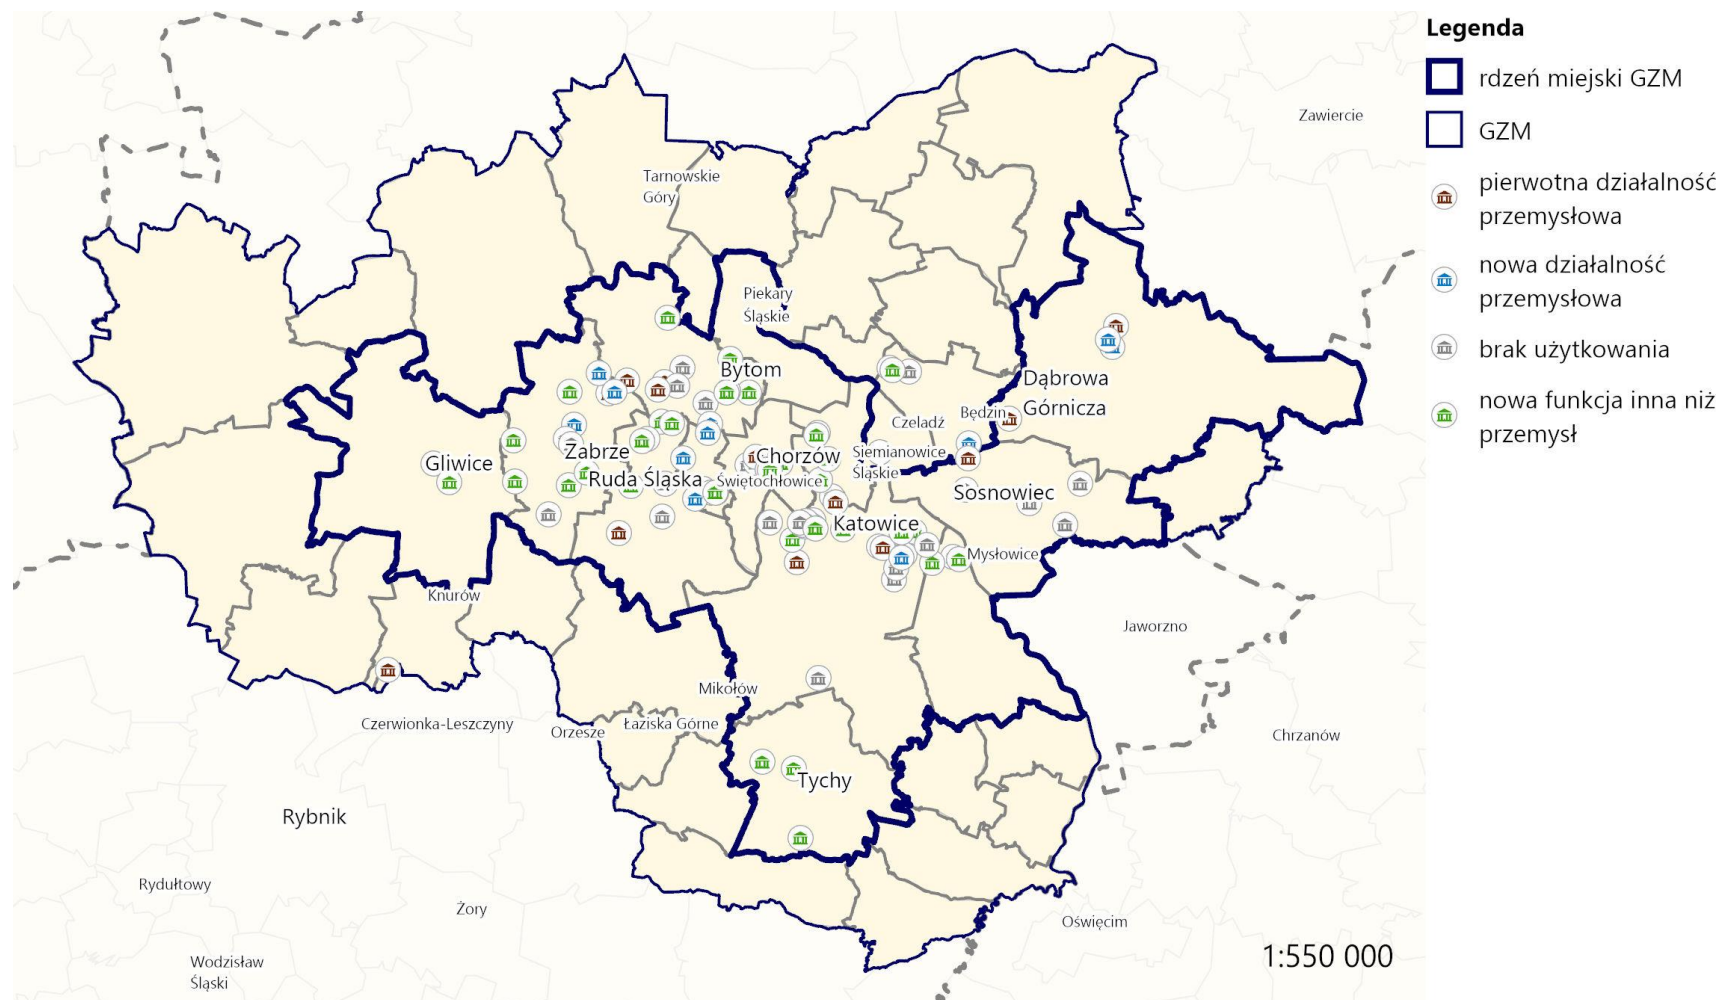 Legenda
rdzeń miejski GZM
GZM
pierwotna działalność
przemysłowa
nowa działalność
przemysłowa
brak użytkowania
nowa funkcja inna niż
przemysł
Zawiercie
Tarnowskie
Góry
Piekary
Śląskie
Bytom
Dąbrowa
Górnicza
Będzin
Czeladź
Zabrze
Chorzów
Siemianowice
Śląskie
Gliwice
Ruda Śląska
Świętochłowice
Sosnowiec
Katowice
Mysłowice
Knurów
Jaworzno
Mikołów
Czerwionka-Leszczyny
Orzesze
Łaziska Górne
Chrzanów
Tychy
Rybnik
Rydułtowy
Żory
Oświęcim
Wodzisław
Śląski
1:550 000